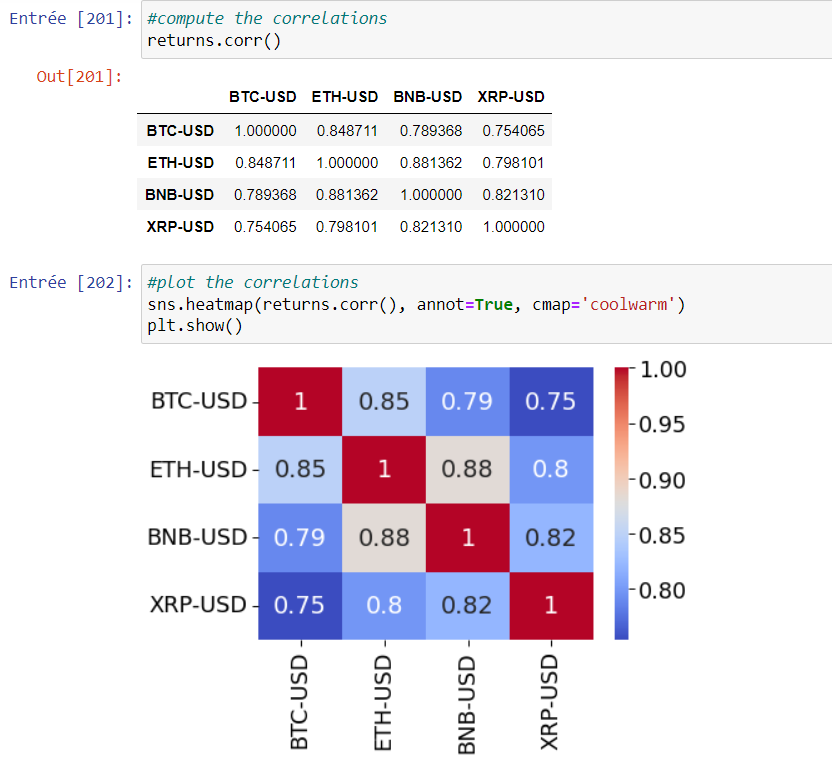 Entrée [201]: #compute the correlations
returns.corr()
Out[201]:
BTC-USD ETH-USD BNB-USD XRP-USD
BTC-USD 1.000000 0.848711 0.789368 0.754065
ETH-USD 0.848711 1.000000 0.881362 0.798101
BNB-USD 0.789368 0.881362 1.000000 0.821310
XRP-USD 0.754065 0.798101 0.821310 1.000000
Entrée [202]: #plot the correlations
sns.heatmap(returns.corr(), annot=True, cmap='coolwarm')
plt.show()
BTC-USD 1 0.85 0.79 0.75
ETH-USD 0.85 1 0.88 0.8
BNB-USD 0.79 0.88 1 0.82
XRP-USD 0.75 0.8 0.82 1
BTC-USD
ETH-USD
BNB-USD
XRP-USD
1.00
0.95
0.90
0.85
0.80